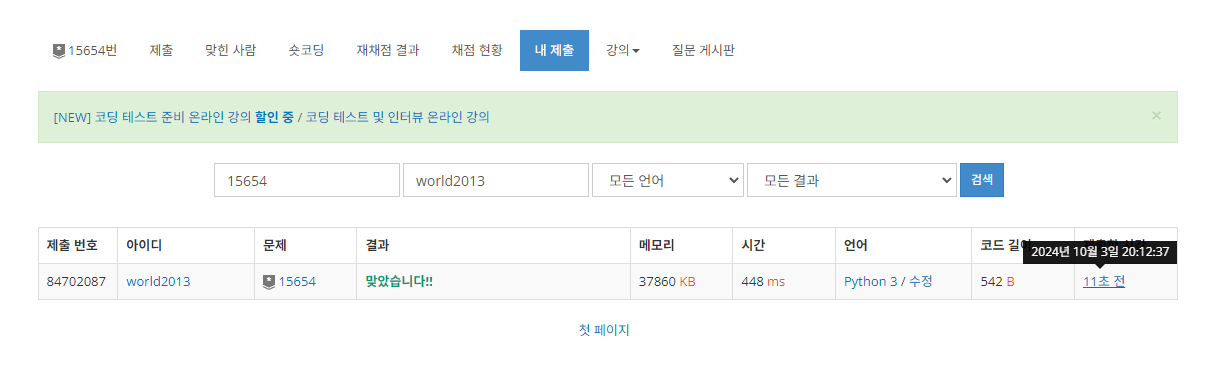 15654번 제출 맞힌 사람 숏코딩 재채점 결과 채점 현황 내 제출 강의 질문 게시판
[NEW] 코딩 테스트 준비 온라인 강의 할인 중 / 코딩 테스트 및 인터뷰 온라인 강의 ×
15654 world2013 모든 언어 모든 결과 검색
제출 번호 아이디 문제 결과 메모리 시간 언어 코드 길이
2024년 10월 3일 20:12:37
84702087 world2013 15654 맞았습니다!! 37860 KB 448 ms Python 3 / 수정 542 B 11초 전
첫 페이지